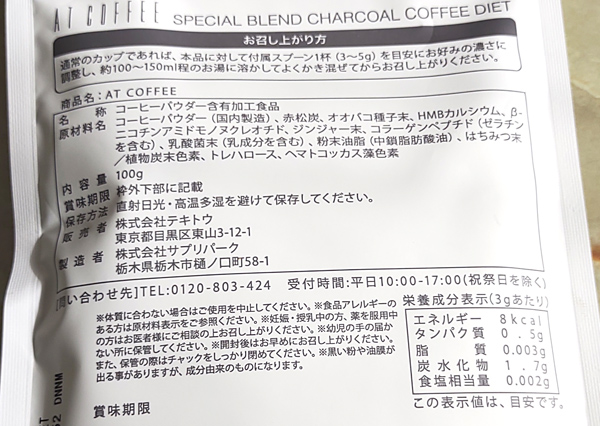 AT COFFEE SPECIAL BLEND CHARCOAL COFFEE DIET
お召し上がり方
通常のカップであれば、本品に対して付属スプーン1杯(3〜5g)を目安にお好みの濃さに
調整し、約100〜150ml程のお湯に溶かしてよくかき混ぜてからお召し上がりください。
商品名:AT COFFEE
名称 コーヒーパウダー含有加工食品
原材料名 コーヒーパウダー(国内製造)、赤松炭、オオバコ種子末、HMBカルシウム、β-
ニコチンアミドモノヌクレオチド、ジンジャー末、コラーゲンペプチド(ゼラチン
を含む)、乳酸菌末(乳成分を含む)、粉末油脂(中鎖脂肪酸油)、はちみつ末
/植物炭末色素、トレハロース、ヘマトコッカス藻色素
内容量 100g
賞味期限 枠外下部に記載
保存方法 直射日光・高温多湿を避けて保存してください。
販売者 株式会社テキトウ
東京都目黒区東山3-12-1
製造者 株式会社サプリパーク
栃木県栃木市樋ノ口町58-1
[問い合わせ先]TEL:0120-803-424 受付時間:平日10:00-17:00(祝祭日を除く)
※体質に合わない場合はご使用を中止してください。※食品アレルギーの
ある方は原材料表示をご参照ください。※妊娠・授乳中の方、薬を服用中
の方はお医者様にご相談の上お召し上がりください。※幼児の手の届か
ない所に保管してください。※開封後はお早めにお召し上がりください。
また、保管の際はチャックをしっかり閉めてください。※黒い粉や油膜が
出る事がありますが、成分由来のものになります。
栄養成分表示(3gあたり)
エネルギー 8kcal
タンパク質 0.5g
脂質 0.003g
炭水化物 1.7g
食塩相当量 0.002g
この表示値は、目安です。
賞味期限
DNNM